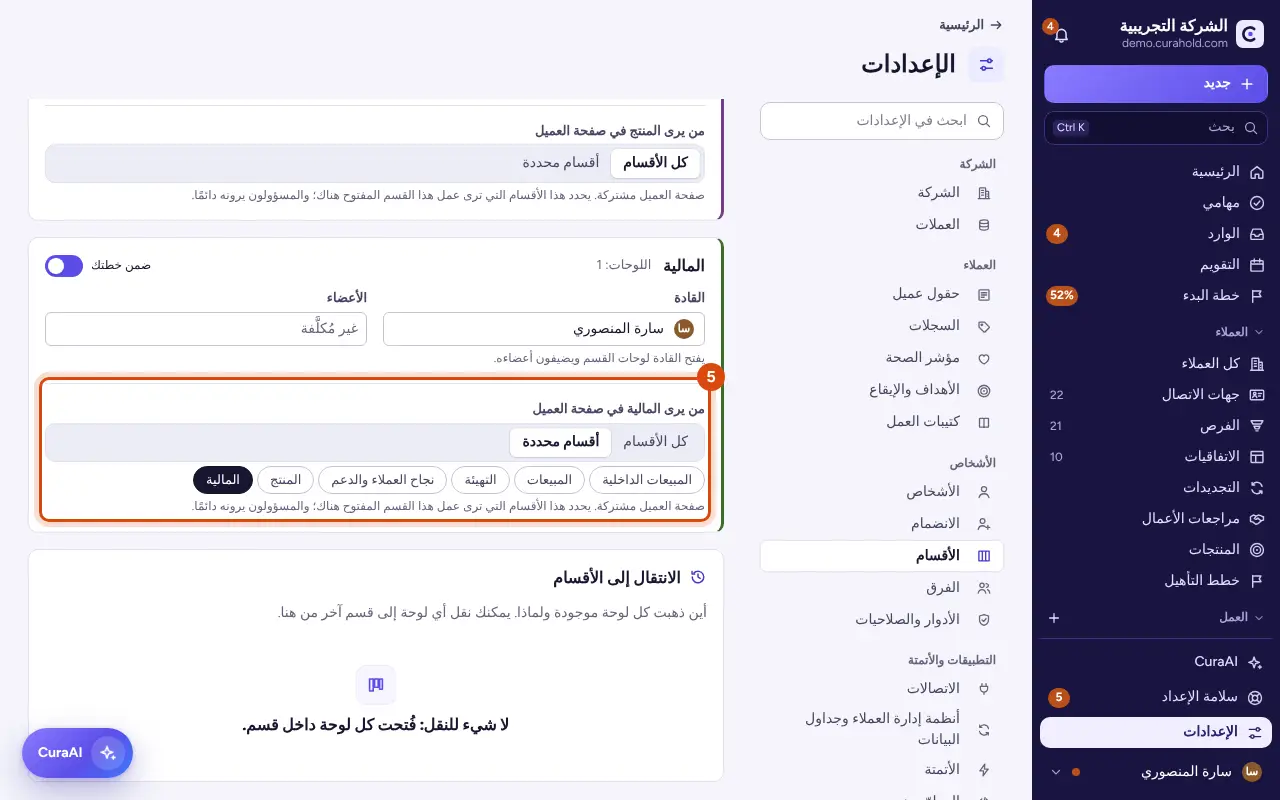 الشركة التجريبية
demo.curahold.com
4
جديد
بحث
Ctrl K
الرئيسية
مهامي
الوارد
4
التقويم
خطة البدء
52%
العملاء
كل العملاء
جهات الاتصال
22
الفرص
21
الاتفاقيات
10
التجديدات
مراجعات الأعمال
المنتجات
خطط التأهيل
العمل
CuraAI
سلامة الإعداد
5
الإعدادات
سا
سارة المنصوري
الرئيسية
الإعدادات
ابحث في الإعدادات
الشركة
الشركة
العملات
العملاء
حقول عميل
السجلات
مؤشر الصحة
الأهداف والإيقاع
كتيبات العمل
الأشخاص
الأشخاص
الانضمام
الأقسام
الفرق
الأدوار والصلاحيات
التطبيقات والأتمتة
الاتصالات
أنظمة إدارة العملاء وجداول
البيانات
الأتمتة
من يرى المنتج في صفحة العميل
كل الأقسام
أقسام محددة
صفحة العميل مشتركة. يحدد هذا الأقسام التي ترى عمل هذا القسم المفتوح هناك؛ والمسؤولون يرونه دائمًا.
المالية
اللوحات: 1
ضمن خطتك
القادة
الأعضاء
سا
سارة المنصوري
غير مُكلَّفة
يفتح القادة لوحات القسم ويضيفون أعضاءه.
5
من يرى المالية في صفحة العميل
كل الأقسام
أقسام محددة
المبيعات الداخلية
المبيعات
التهيئة
نجاح العملاء والدعم
المنتج
المالية
صفحة العميل مشتركة. يحدد هذا الأقسام التي ترى عمل هذا القسم المفتوح هناك؛ والمسؤولون يرونه دائمًا.
الانتقال إلى الأقسام
أين ذهبت كل لوحة موجودة ولماذا. يمكنك نقل أي لوحة إلى قسم آخر من هنا.
لا شيء للنقل: فُتحت كل لوحة داخل قسم.
CuraAI